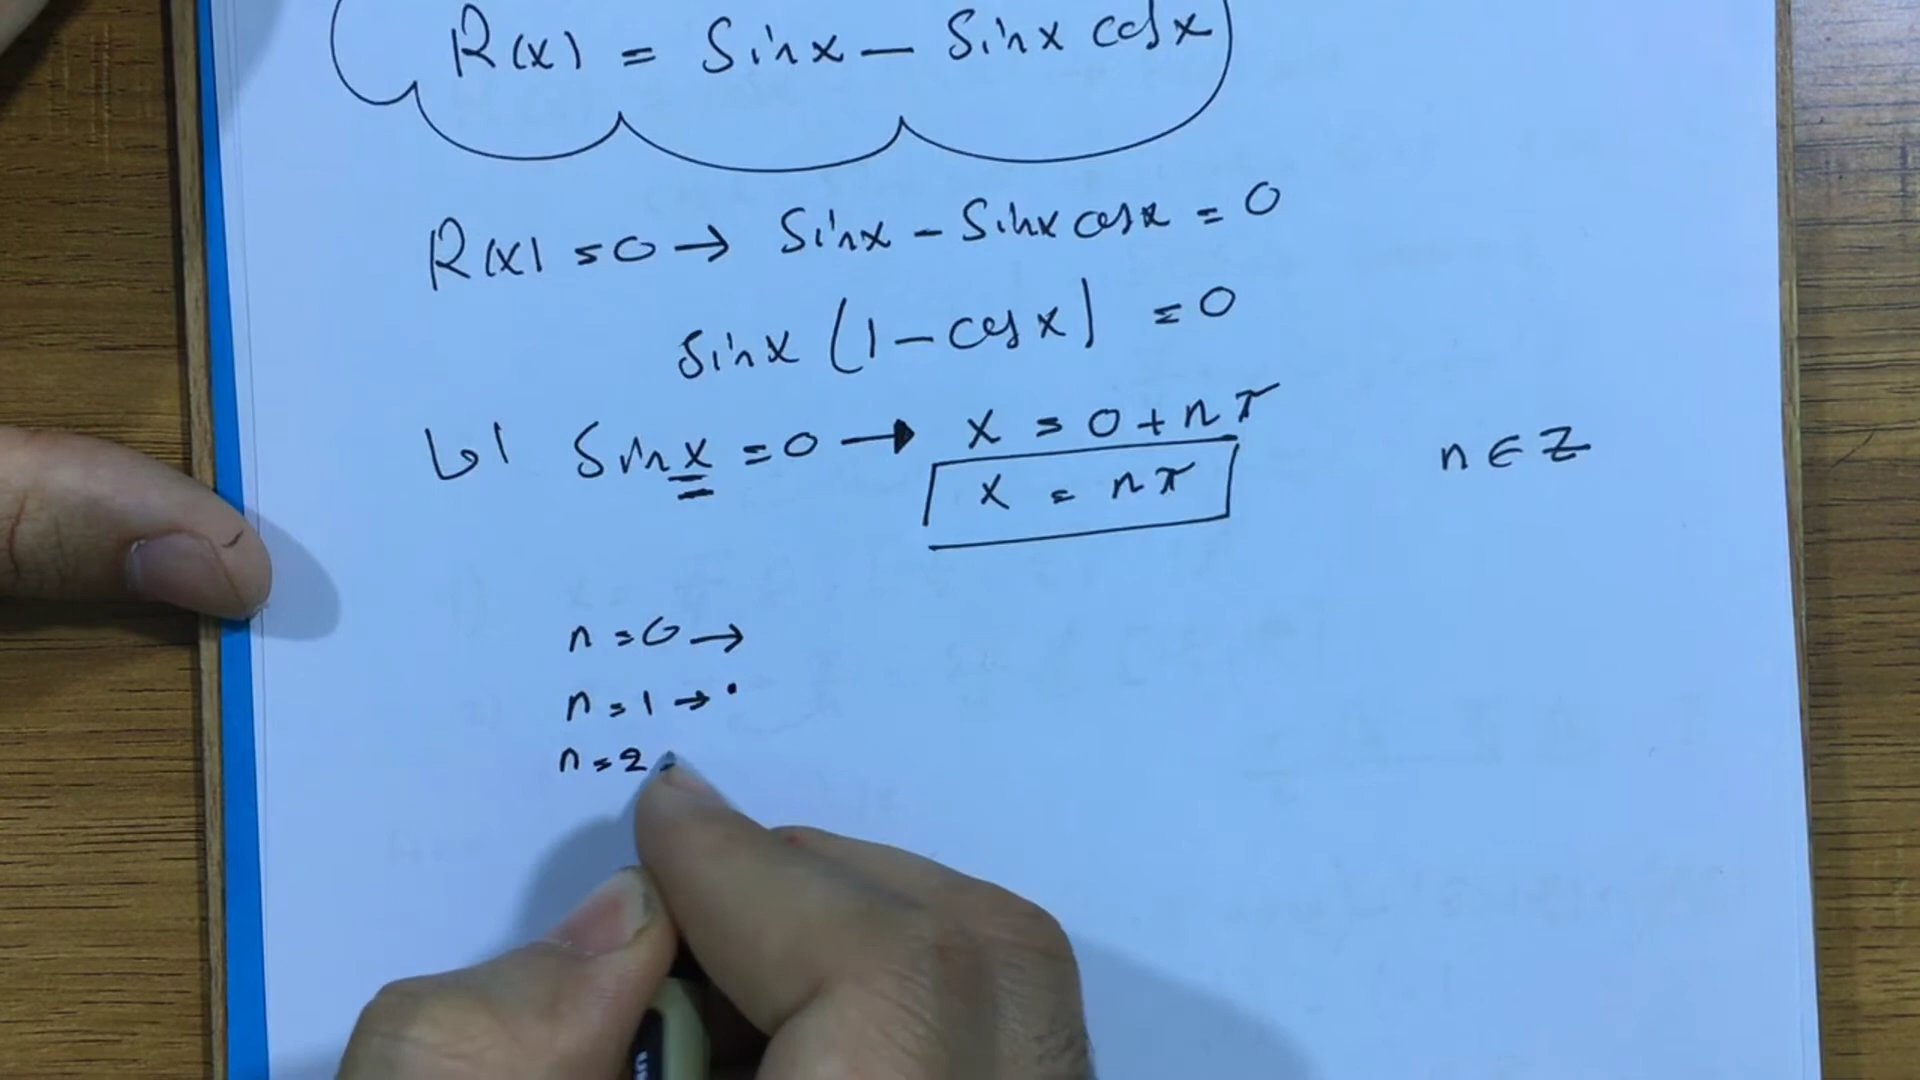 R(x) = Sinx - Sinx cosx
R(x) = 0 → Sinx - Sinx cosx = 0
Sinx (1 - cosx) = 0
Let Sinx = 0 → x = 0 + nπ
x = nπ n ∈ Z
n = 0 →
n = 1 →
n = 2